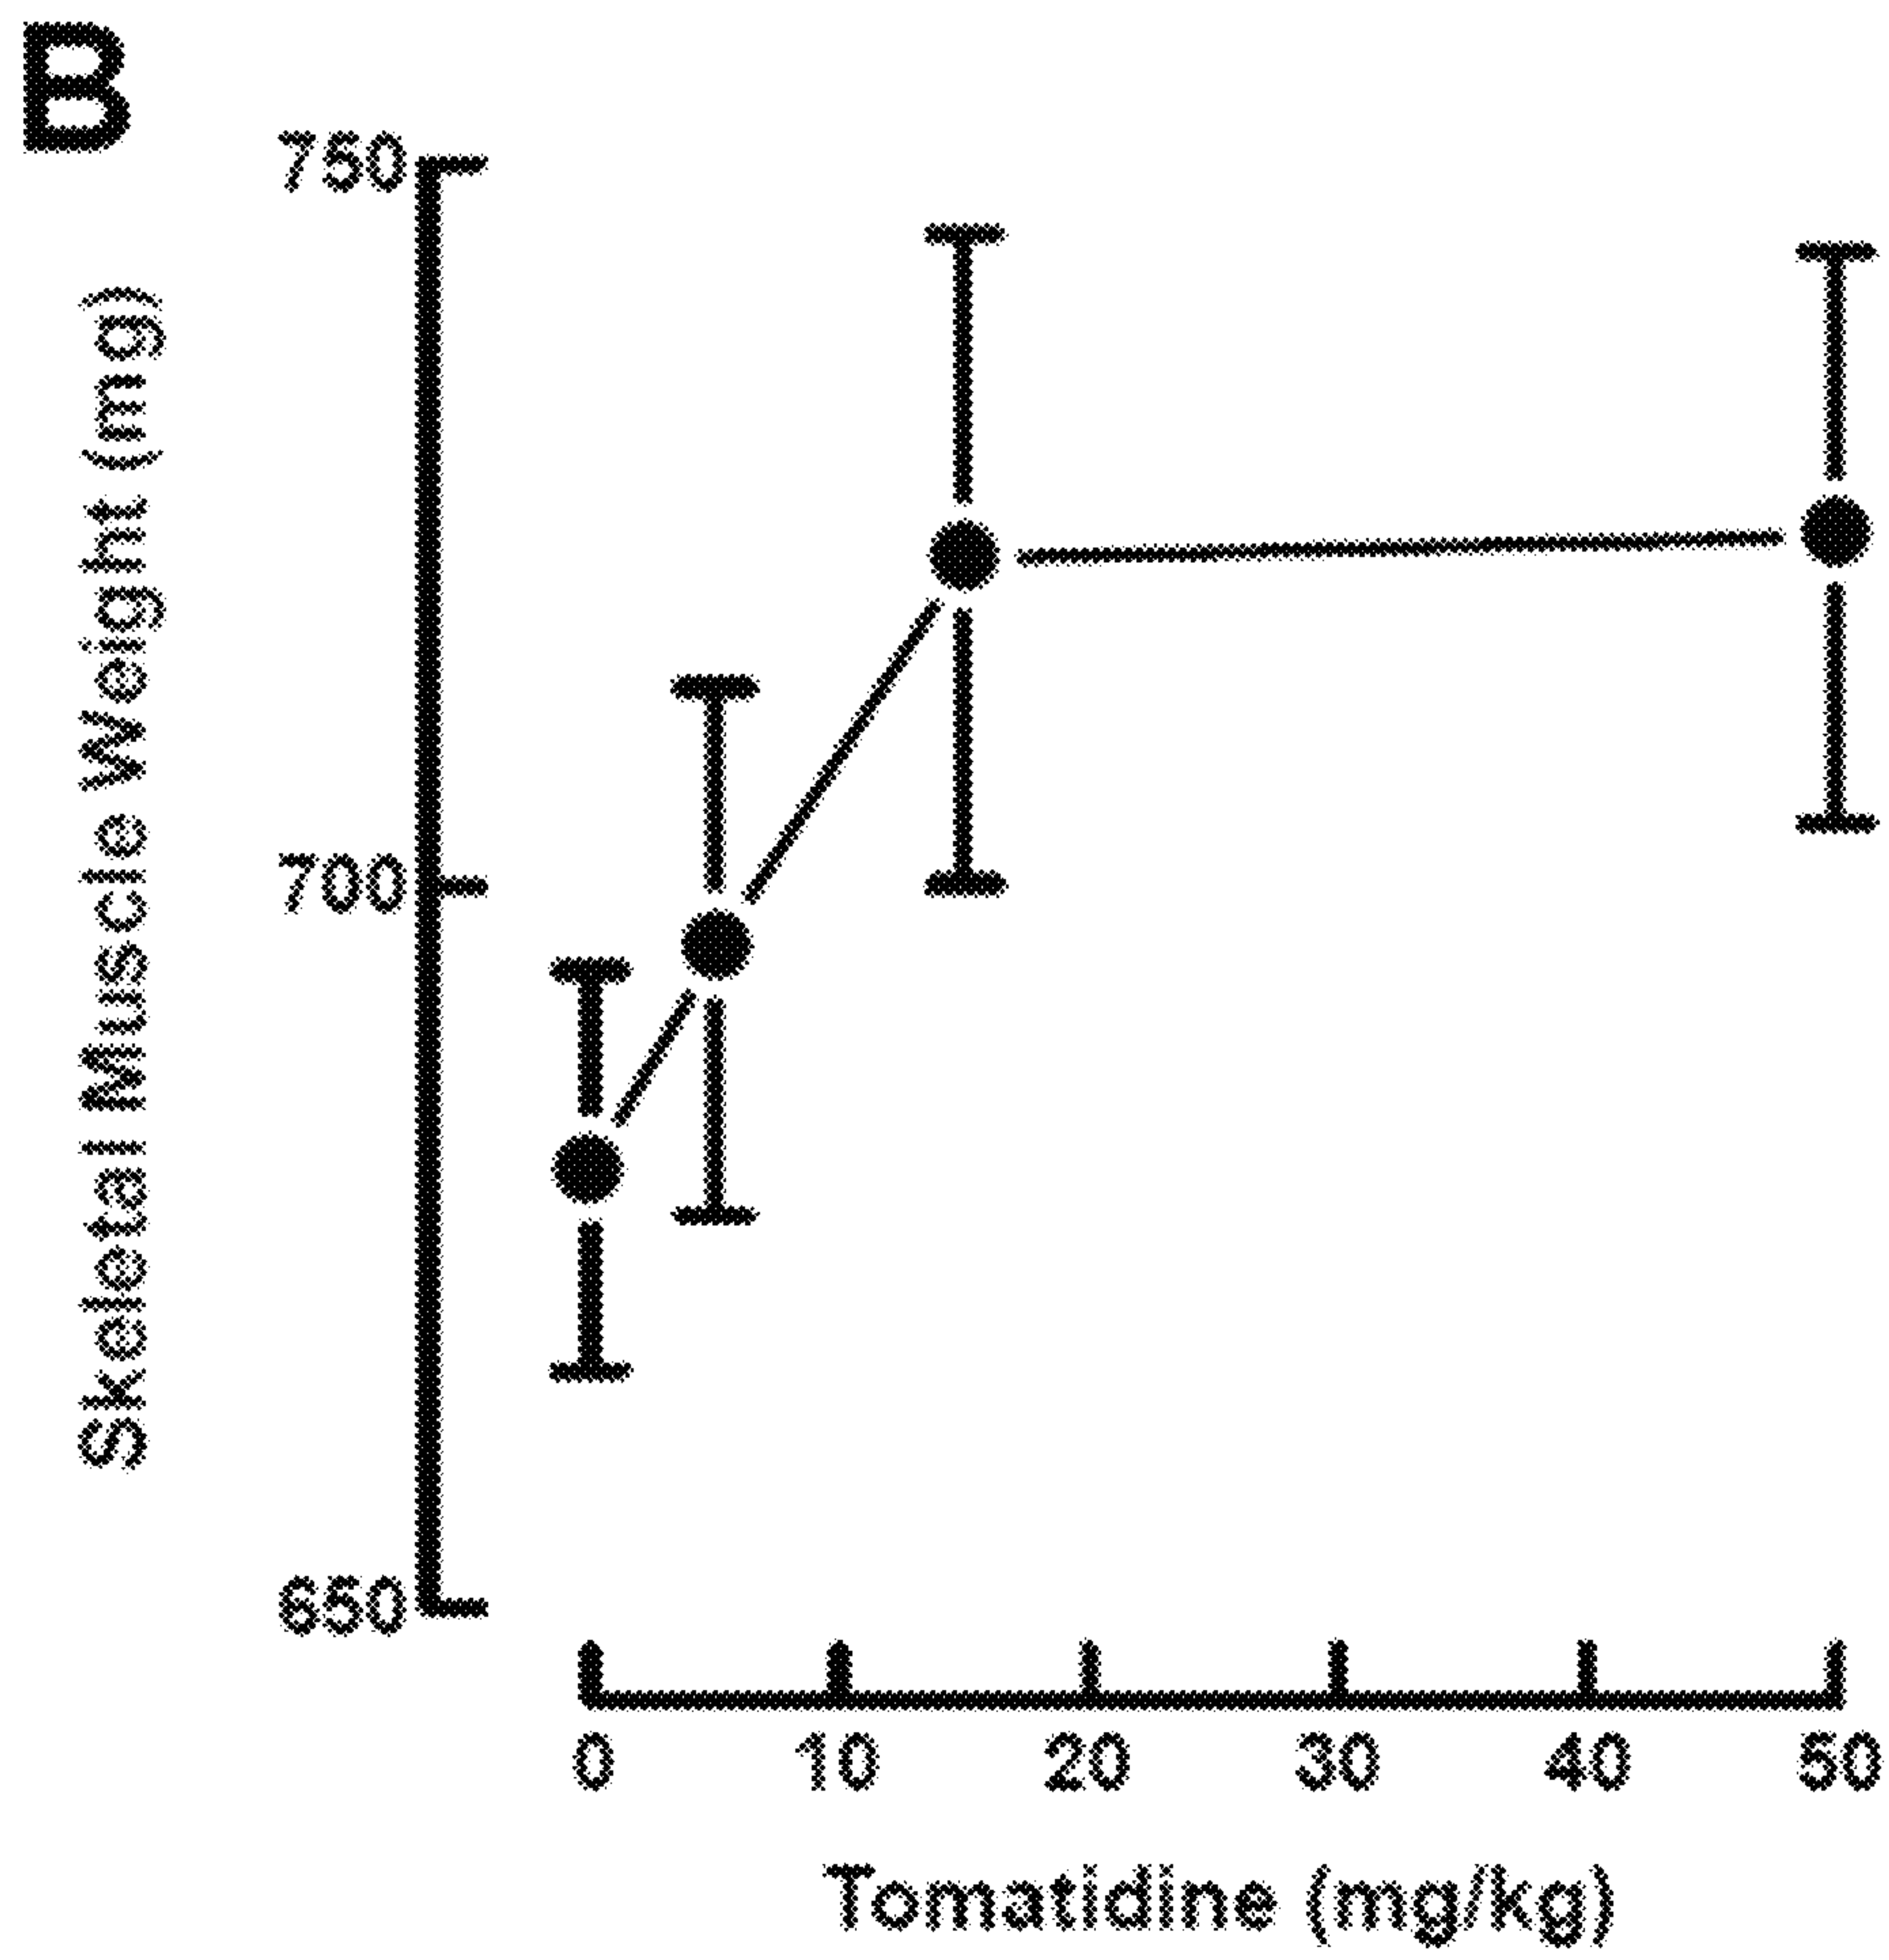 B
750
700
650
Skeletal Muscle Weight (mg)
0 10 20 30 40 50
Tomatidine (mg/kg)